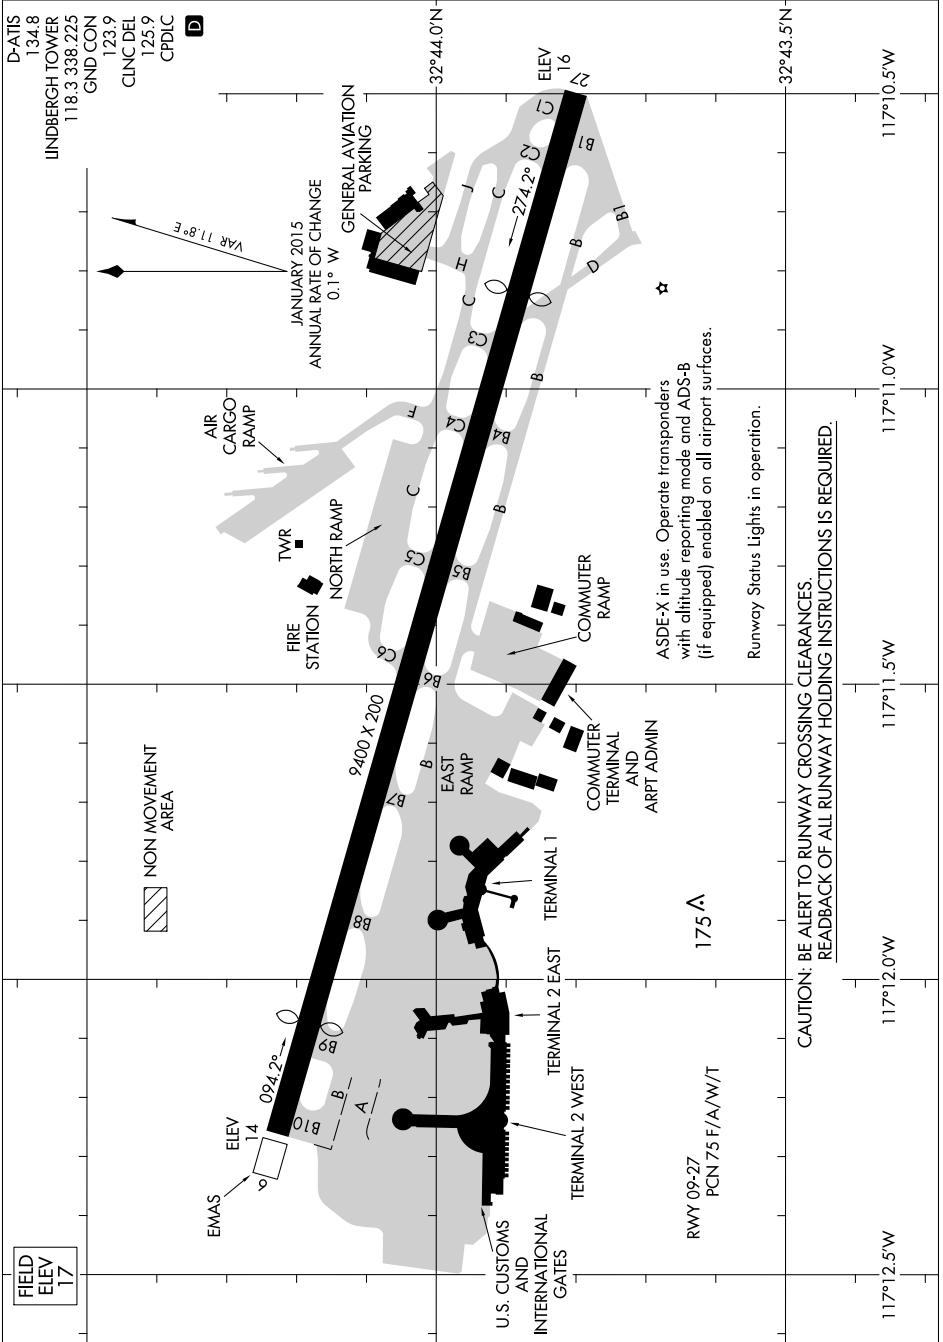 D-ATIS
134.8
LINDBERGH TOWER
118.3 338.225
GND CON
123.9
CLNC DEL
125.9
CPDLC
D
FIELD
ELEV
17
VAR 11.8° E
JANUARY 2015
ANNUAL RATE OF CHANGE
0.1° W
GENERAL AVIATION
PARKING
AIR
CARGO
RAMP
TWR
FIRE
STATION
NORTH RAMP
NON MOVEMENT
AREA
EMAS
ELEV
14
9
094.2°
9400 X 200
274.2°
ELEV
16
27
C1
C2
C
J
H
C
C3
F
C4
C
C5
C6
B1
B1
B
D
B
B4
B
B5
B6
B
B7
B8
B9
B10
B
A
EAST
RAMP
COMMUTER
RAMP
COMMUTER
TERMINAL
AND
ARPT ADMIN
TERMINAL 1
TERMINAL 2 EAST
TERMINAL 2 WEST
U.S. CUSTOMS
AND
INTERNATIONAL
GATES
175
RWY 09-27
PCN 75 F/A/W/T
ASDE-X in use. Operate transponders
with altitude reporting mode and ADS-B
(if equipped) enabled on all airport surfaces.
Runway Status Lights in operation.
CAUTION: BE ALERT TO RUNWAY CROSSING CLEARANCES.
READBACK OF ALL RUNWAY HOLDING INSTRUCTIONS IS REQUIRED.
32°44.0'N
32°43.5'N
117°12.5'W
117°12.0'W
117°11.5'W
117°11.0'W
117°10.5'W